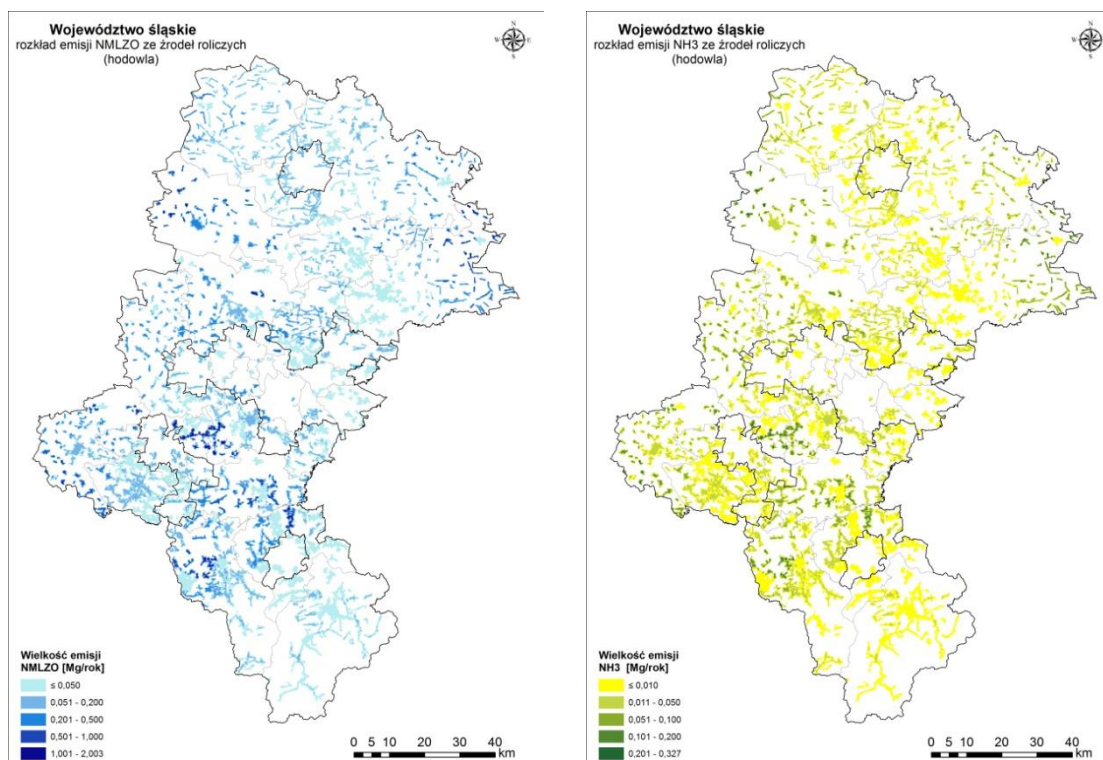 Województwo śląskie
rozkład emisji NMLZO ze źrodeł roliczych
(hodowla)
N
W E
S
Wielkość emisji
NMLZO [Mg/rok]
≤ 0,050
0,051 - 0,200
0,201 - 0,500
0,501 - 1,000
1,001 - 2,003
0 5 10 20 30 40
km
Województwo śląskie
rozkład emisji NH3 ze źrodeł roliczych
(hodowla)
N
W E
S
Wielkość emisji
NH3 [Mg/rok]
≤ 0,010
0,011 - 0,050
0,051 - 0,100
0,101 - 0,200
0,201 - 0,327
0 5 10 20 30 40
km